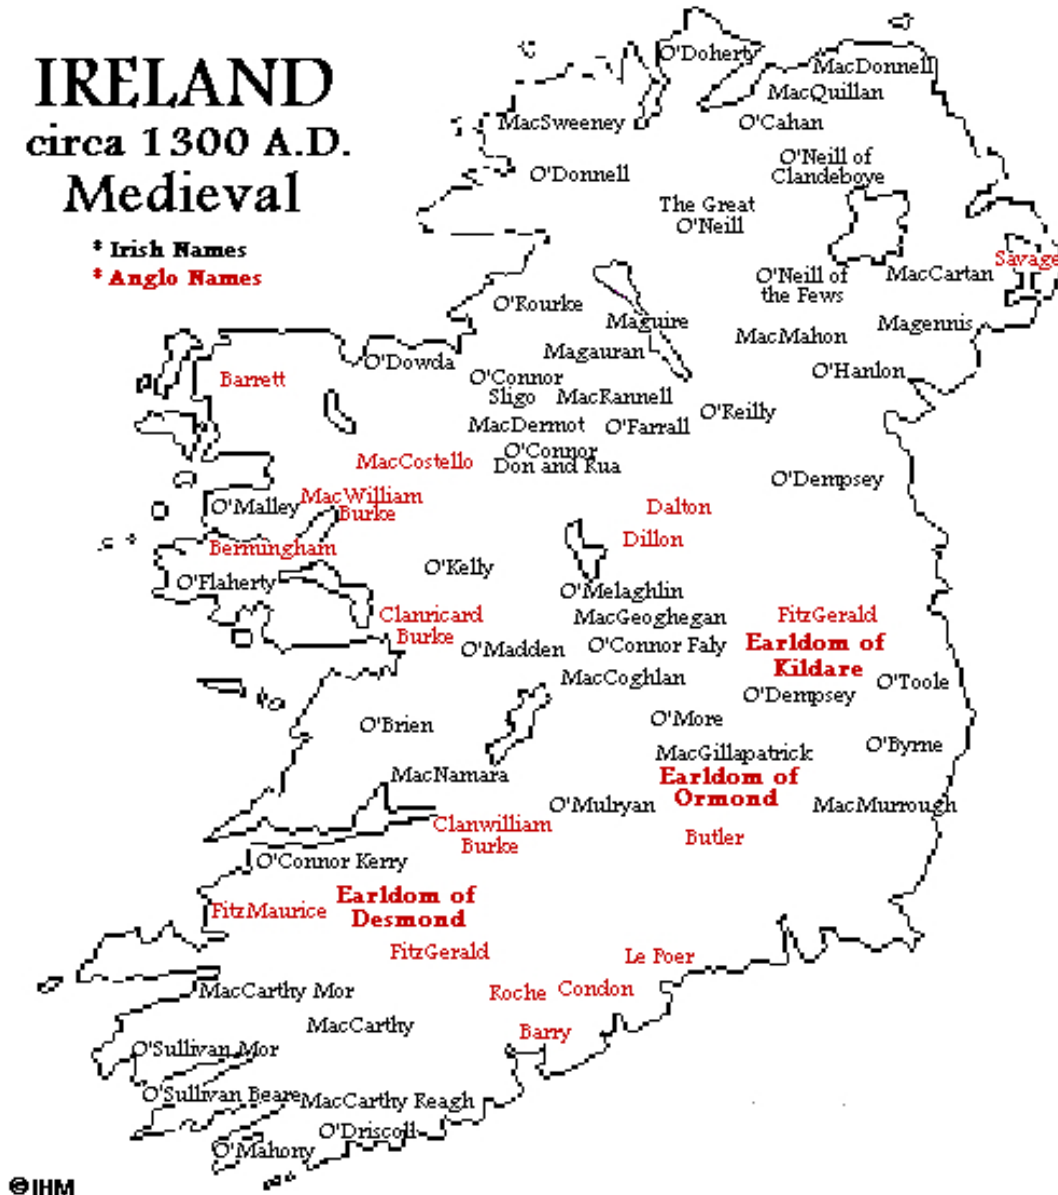 IRELAND
circa 1300 A.D.
Medieval
* Irish Names
* Anglo Names
O'Doherty
MacDonnell
MacQuillan
MacSweeney
O'Cahan
O'Neill of
Clandeboye
O'Donnell
The Great
O'Neill
Savage
O'Neill of
the Fews
MacCartan
O'Rourke
Maguire
Magennis
MacMahon
Magauran
O'Dowda
O'Hanlon
Barrett
O'Connor
Sligo
MacRannell
O'Reilly
MacDermot
O'Farrall
O'Connor
Don and Rua
MacCostello
O'Dempsey
MacWilliam
Burke
O'Malley
Dalton
Dillon
Bermingham
O'Kelly
O'Flaherty
O'Melaghlin
Clanricard
Burke
MacGeoghegan
FitzGerald
Earldom of
Kildare
O'Madden
O'Connor Faly
MacCoghlan
O'Toole
O'Dempsey
O'Brien
O'More
O'Byrne
MacGillapatrick
Earldom of
Ormond
MacNamara
O'Mulryan
MacMurrough
Clanwilliam
Burke
Butler
O'Connor Kerry
Earldom of
Desmond
FitzMaurice
FitzGerald
Le Poer
MacCarthy Mor
Roche
Condon
MacCarthy
Barry
O'Sullivan Mor
O'Sullivan Beare
MacCarthy Reagh
O'Driscoll
O'Mahony
©IHM